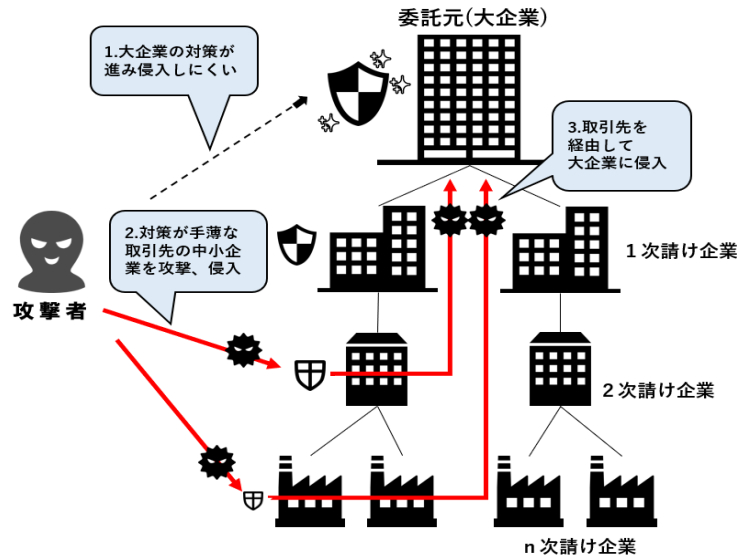 委託元(大企業)
1.大企業の対策が
進み侵入しにくい
3.取引先を
経由して
大企業に侵入
2.対策が手薄な
取引先の中小企
業を攻撃、侵入
1次請け企業
攻撃者
2次請け企業
n次請け企業